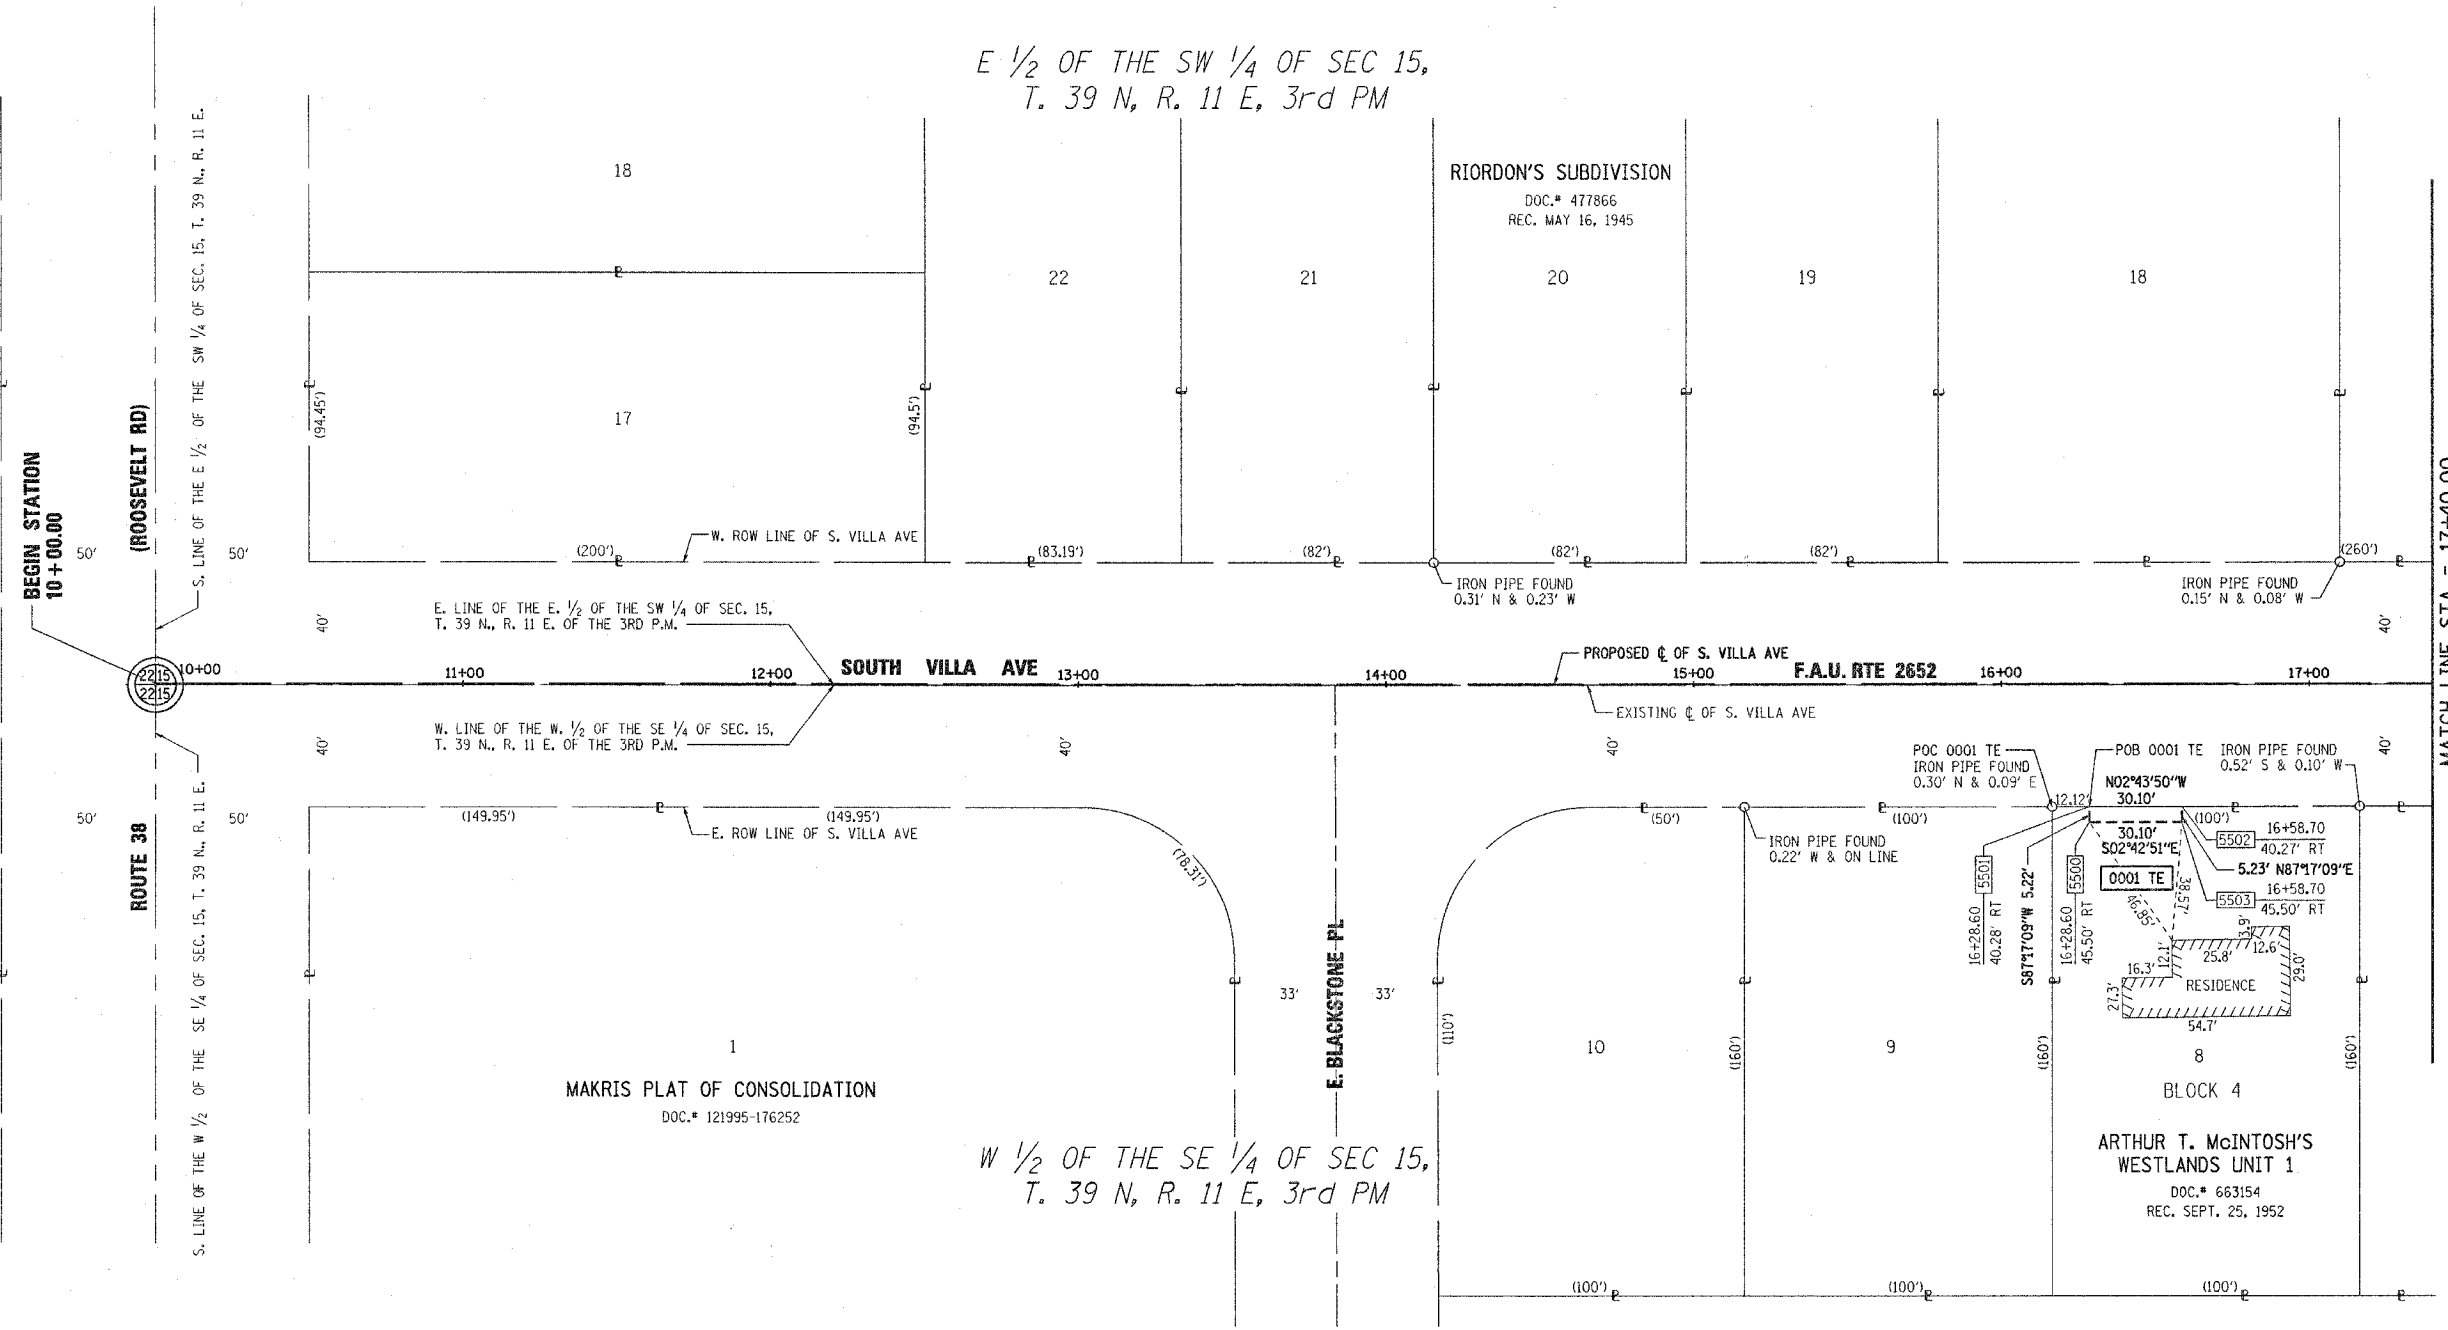 E 1/2 OF THE SW 1/4 OF SEC 15,
T. 39 N, R. 11 E, 3rd PM
RIORDON'S SUBDIVISION
DOC.# 477866
REC. MAY 16, 1945
18
17
22
21
20
19
18
(94.45')
(94.5')
S. LINE OF THE E 1/2 OF THE SW 1/4 OF SEC. 15, T. 39 N., R. 11 E.
BEGIN STATION
10+00.00
(ROOSEVELT RD)
50'
50'
(200')
W. ROW LINE OF S. VILLA AVE
(83.19')
(82')
(82')
(82')
(260')
IRON PIPE FOUND
0.31' N & 0.23' W
IRON PIPE FOUND
0.15' N & 0.08' W
40'
40'
E. LINE OF THE E. 1/2 OF THE SW 1/4 OF SEC. 15,
T. 39 N., R. 11 E. OF THE 3RD P.M.
PROPOSED ℄ OF S. VILLA AVE
2215
2215
10+00
11+00
12+00
SOUTH VILLA AVE
13+00
14+00
15+00
F.A.U. RTE 2652
16+00
17+00
MATCH LINE STA - 17+40.00
EXISTING ℄ OF S. VILLA AVE
W. LINE OF THE W. 1/2 OF THE SE 1/4 OF SEC. 15,
T. 39 N., R. 11 E. OF THE 3RD P.M.
40'
40'
40'
40'
POC 0001 TE
IRON PIPE FOUND
0.30' N & 0.09' E
POB 0001 TE
IRON PIPE FOUND
0.52' S & 0.10' W
N02°43'50"W
30.10'
12.12'
50'
50'
ROUTE 38
S. LINE OF THE W 1/2 OF THE SE 1/4 OF SEC. 15, T. 39 N., R. 11 E.
(149.95')
(149.95')
E. ROW LINE OF S. VILLA AVE
(78.31')
(50')
(100')
(100')
IRON PIPE FOUND
0.22' W & ON LINE
30.10'
S02°42'51"E
0001 TE
5502
16+58.70
40.27' RT
5.23' N87°17'09"E
5503
16+58.70
45.50' RT
5501
16+28.60
40.28' RT
S87°17'09"W 5.22'
5500
16+28.60
45.50' RT
46.85'
38.57'
3.9'
12.6'
25.8'
12.1'
16.3'
29.0'
27.3'
RESIDENCE
54.7'
33'
33'
E. BLACKSTONE PL
(110')
(160')
(160')
(160')
1
10
9
8
BLOCK 4
MAKRIS PLAT OF CONSOLIDATION
DOC.# 121995-176252
ARTHUR T. McINTOSH'S
WESTLANDS UNIT 1
DOC.# 663154
REC. SEPT. 25, 1952
W 1/2 OF THE SE 1/4 OF SEC 15,
T. 39 N, R. 11 E, 3rd PM
(100')
(100')
(100')